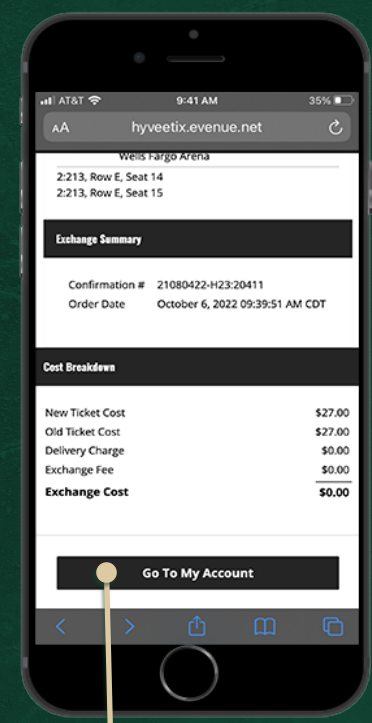 AT&T 9:41 AM 35%
AA hyveetix.evenue.net
Wells Fargo Arena
2:213, Row E, Seat 14
2:213, Row E, Seat 15
Exchange Summary
Confirmation # 21080422-H23:20411
Order Date October 6, 2022 09:39:51 AM CDT
Cost Breakdown
New Ticket Cost $27.00
Old Ticket Cost $27.00
Delivery Charge $0.00
Exchange Fee $0.00
Exchange Cost $0.00
Go To My Account